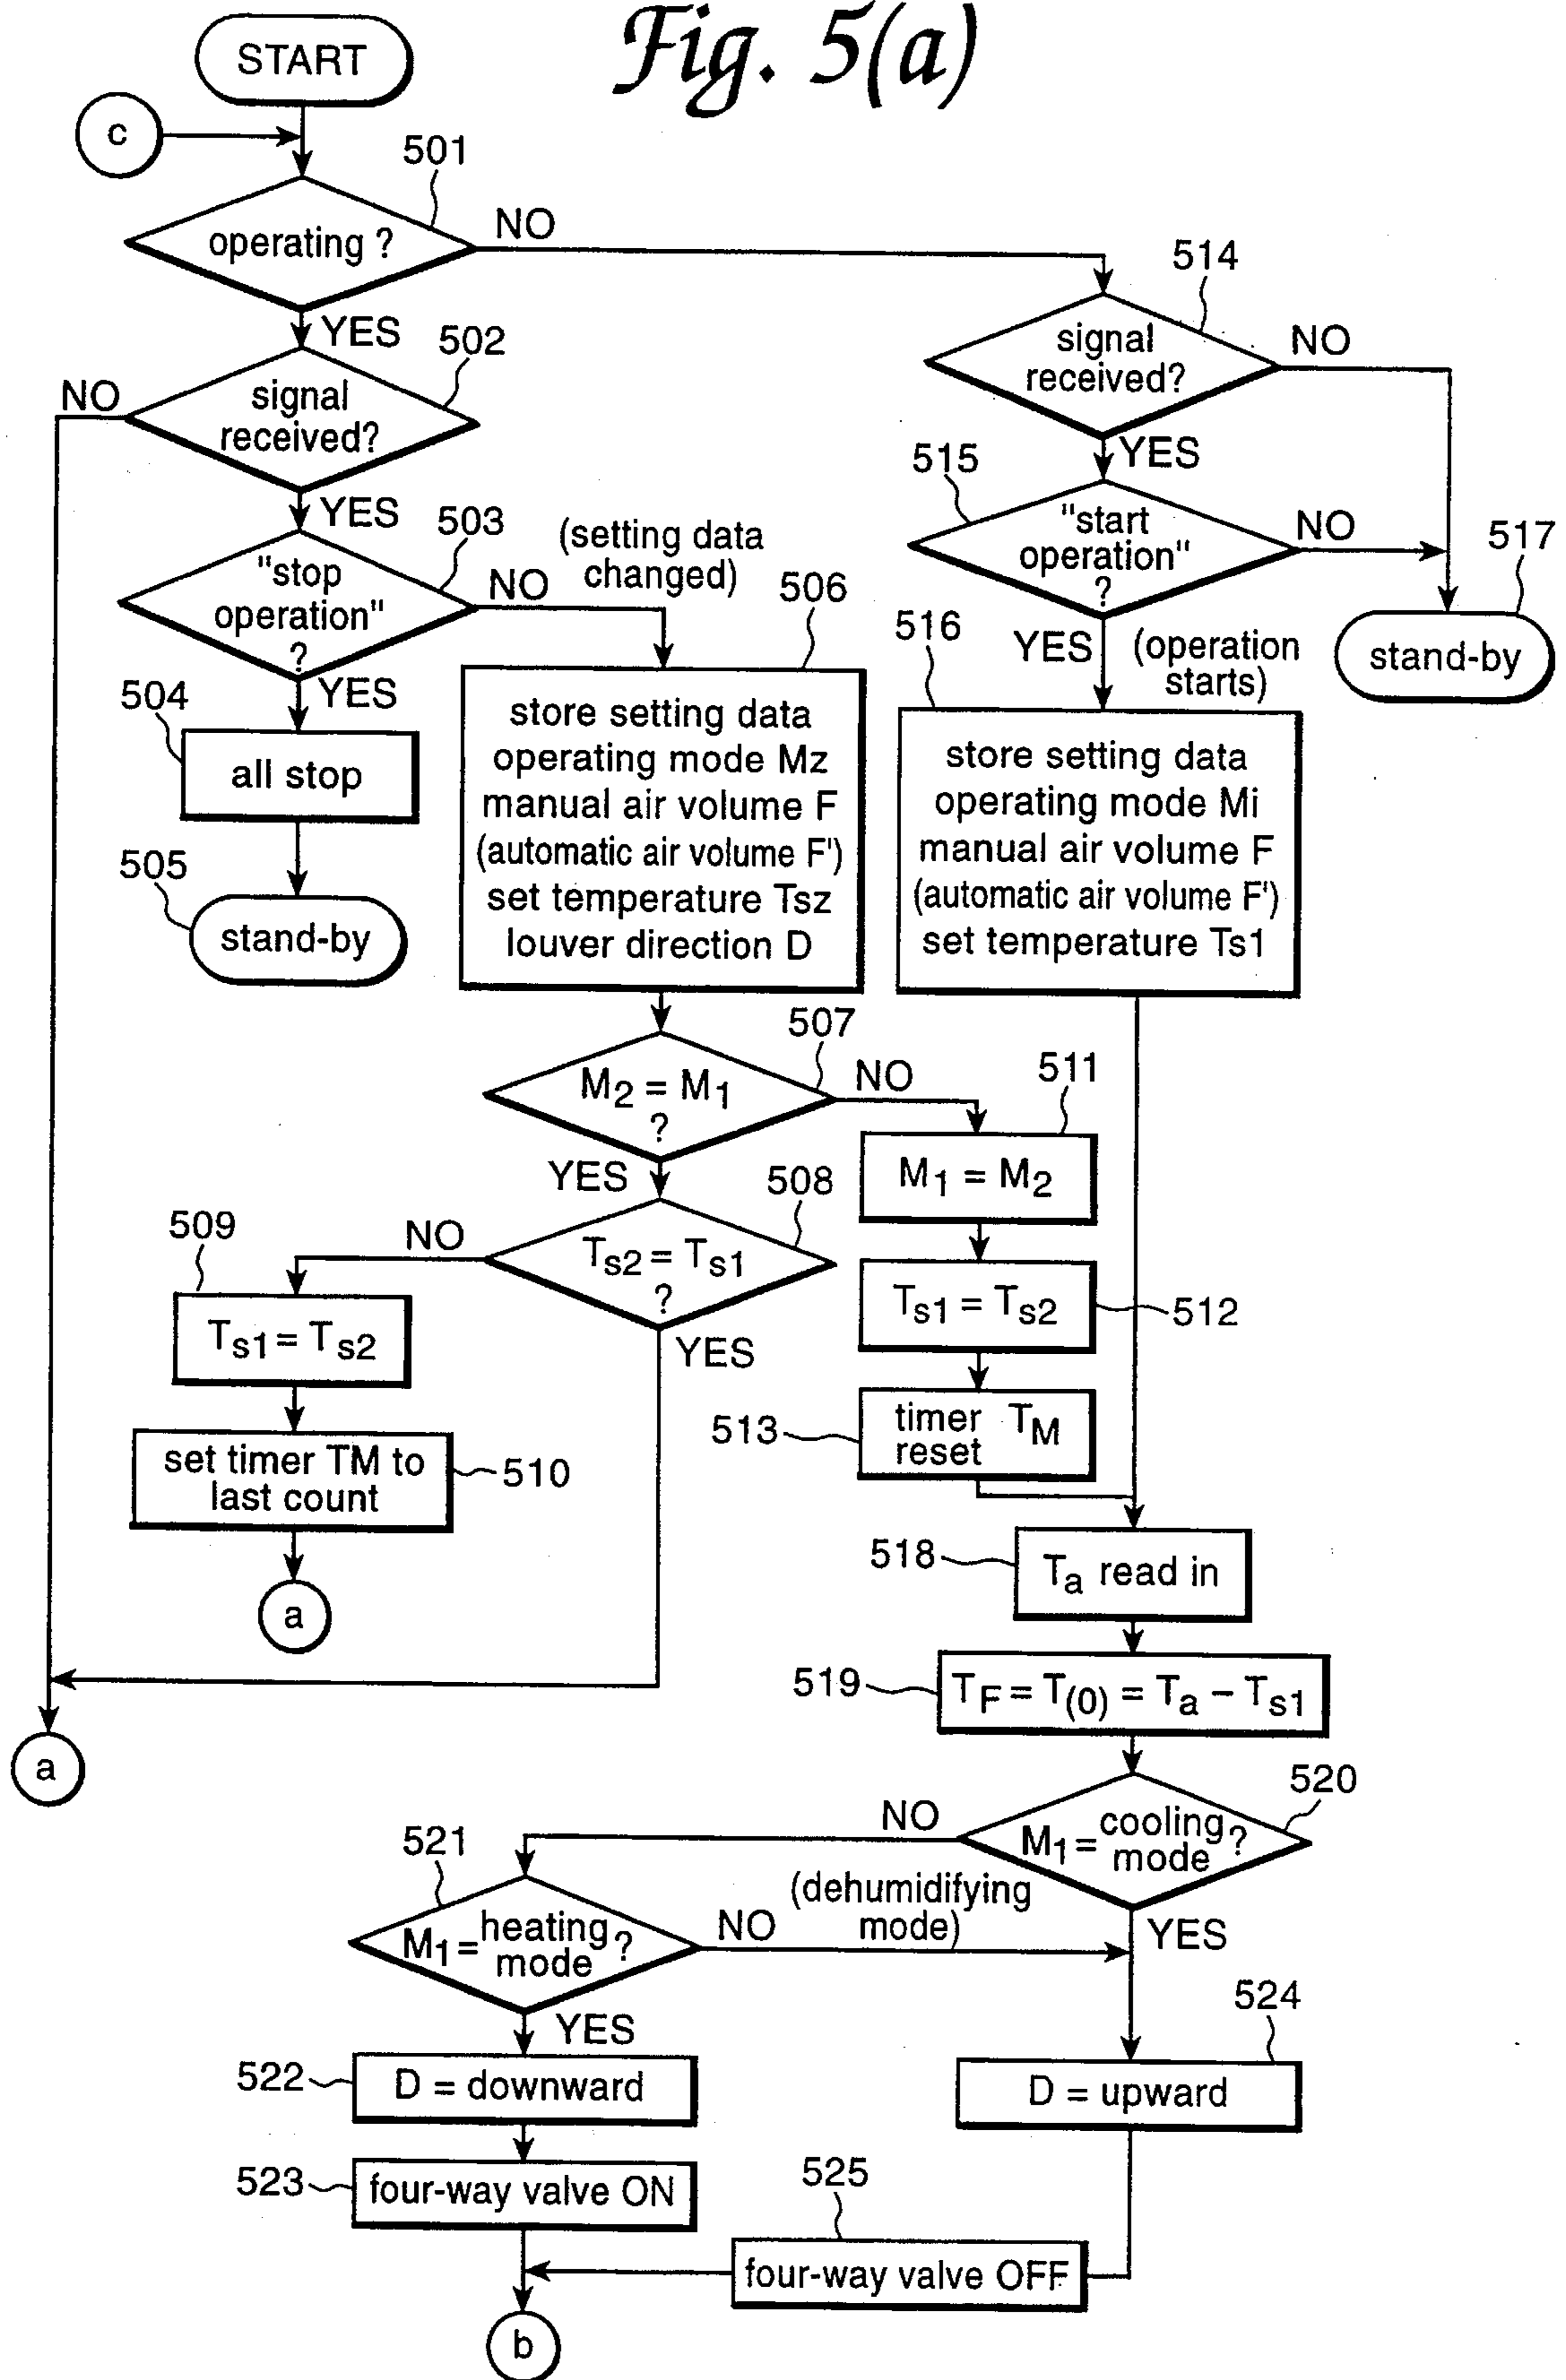 Fig. 5(a)
START
c
501
operating ?
NO
YES
514
signal
received?
NO
YES
502
signal
received?
NO
YES
515
"start
operation"
?
NO
517
stand-by
503
"stop
operation"
?
NO
(setting data
changed)
YES
504
all stop
505
stand-by
506
store setting data
operating mode Mz
manual air volume F
(automatic air volume F')
set temperature Tsz
louver direction D
YES
(operation
starts)
516
store setting data
operating mode Mi
manual air volume F
(automatic air volume F')
set temperature Ts1
507
M2 = M1
?
NO
YES
511
M1 = M2
508
Ts2 = Ts1
?
NO
YES
509
Ts1 = Ts2
512
Ts1 = Ts2
510
set timer TM to
last count
a
513
timer TM
reset
518
Ta read in
519
TF = T(0) = Ta − Ts1
a
520
M1 = cooling
mode ?
NO
YES
521
M1 = heating
mode ?
NO
(dehumidifying
mode)
YES
522
D = downward
524
D = upward
523
four-way valve ON
525
four-way valve OFF
b